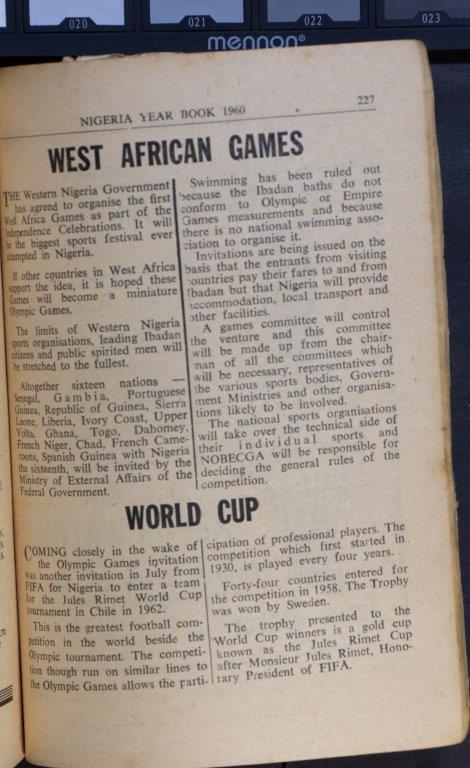 020
021
022
023
mennon®
NIGERIA YEAR BOOK 1960
227
WEST AFRICAN GAMES
THE Western Nigeria Government
has agreed to organise the first
West Africa Games as part of the
Independence Celebrations. It will
be the biggest sports festival ever
attempted in Nigeria.
If other countries in West Africa
support the idea, it is hoped these
Games will become a miniature
Olympic Games.
The limits of Western Nigeria
sports organisations, leading Ibadan
citizens and public spirited men will
be stretched to the fullest.
Altogether sixteen nations —
Senegal, Gambia, Portuguese
Guinea, Republic of Guinea, Sierra
Leone, Liberia, Ivory Coast, Upper
Volta, Ghana, Togo, Dahomey,
French Niger, Chad, French Came-
roons, Spanish Guinea with Nigeria
the sixteenth, will be invited by the
Ministry of External Affairs of the
Federal Government.
Swimming has been ruled out
because the Ibadan baths do not
conform to Olympic or Empire
Games measurements and because
there is no national swimming asso-
ciation to organise it.
Invitations are being issued on the
basis that the entrants from visiting
countries pay their fares to and from
Ibadan but that Nigeria will provide
accommodation, local transport and
other facilities.
A games committee will control
the venture and this committee
will be made up from the chair-
man of all the committees which
will be necessary, representatives of
the various sports bodies, Govern-
ment Ministries and other organisa-
tions likely to be involved.
The national sports organisations
will take over the technical side of
their individual sports and
NOBECGA will be responsible for
deciding the general rules of the
competition.
WORLD CUP
COMING closely in the wake of
the Olympic Games invitation
was another invitation in July from
FIFA for Nigeria to enter a team
for the Jules Rimet World Cup
tournament in Chile in 1962.
This is the greatest football com-
petition in the world beside the
Olympic tournament. The competi-
tion though run on similar lines to
the Olympic Games allows the parti-
cipation of professional players. The
competition which first started in
1930, is played every four years.
Forty-four countries entered for
the competition in 1958. The Trophy
was won by Sweden.
The trophy presented to the
World Cup winners is a gold cup
known as the Jules Rimet Cup
after Monsieur Jules Rimet, Hono-
rary President of FIFA.